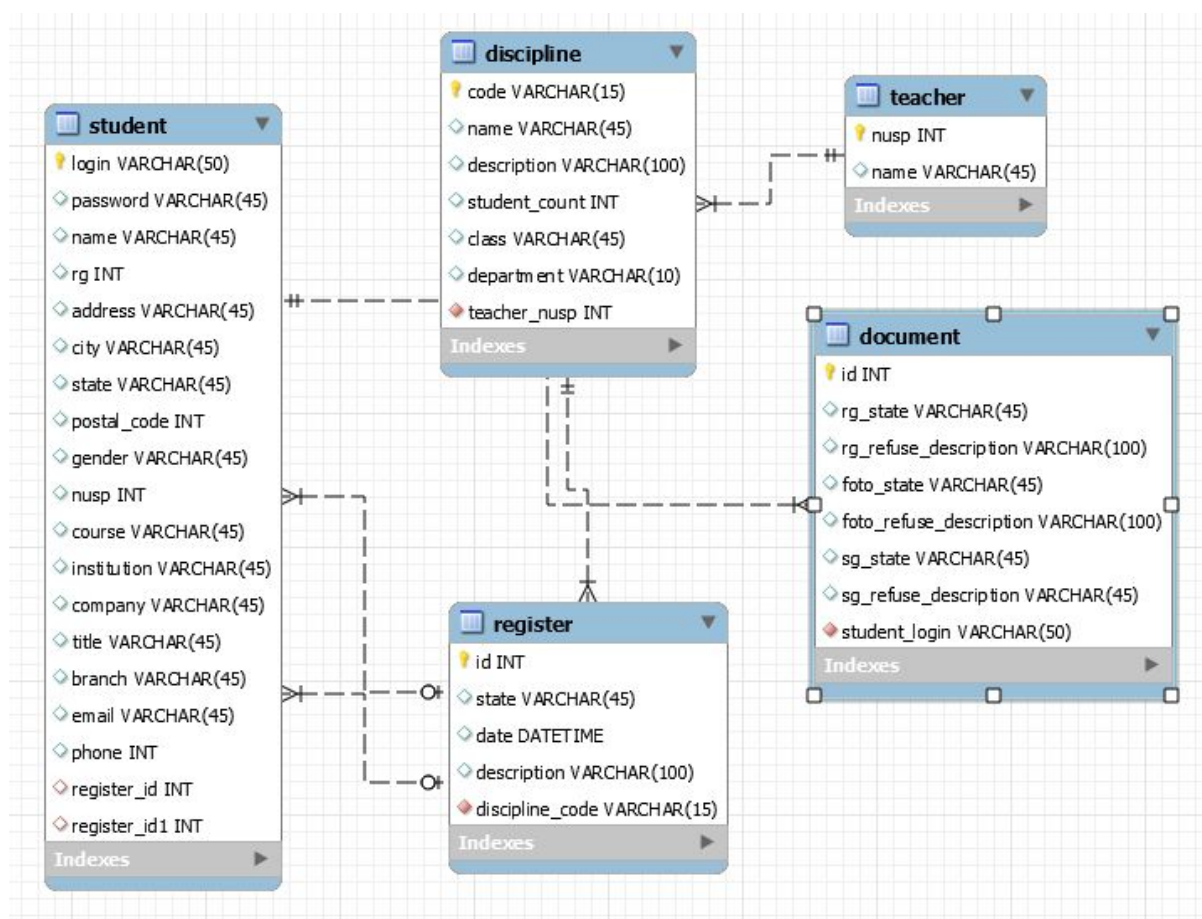 student
login VARCHAR(50)
password VARCHAR(45)
name VARCHAR(45)
rg INT
address VARCHAR(45)
city VARCHAR(45)
state VARCHAR(45)
postal_code INT
gender VARCHAR(45)
nusp INT
course VARCHAR(45)
institution VARCHAR(45)
company VARCHAR(45)
title VARCHAR(45)
branch VARCHAR(45)
email VARCHAR(45)
phone INT
register_id INT
register_id1 INT
Indexes
discipline
code VARCHAR(15)
name VARCHAR(45)
description VARCHAR(100)
student_count INT
class VARCHAR(45)
department VARCHAR(10)
teacher_nusp INT
Indexes
teacher
nusp INT
name VARCHAR(45)
Indexes
document
id INT
rg_state VARCHAR(45)
rg_refuse_description VARCHAR(100)
foto_state VARCHAR(45)
foto_refuse_description VARCHAR(100)
sg_state VARCHAR(45)
sg_refuse_description VARCHAR(45)
student_login VARCHAR(50)
Indexes
register
id INT
state VARCHAR(45)
date DATETIME
description VARCHAR(100)
discipline_code VARCHAR(15)
Indexes